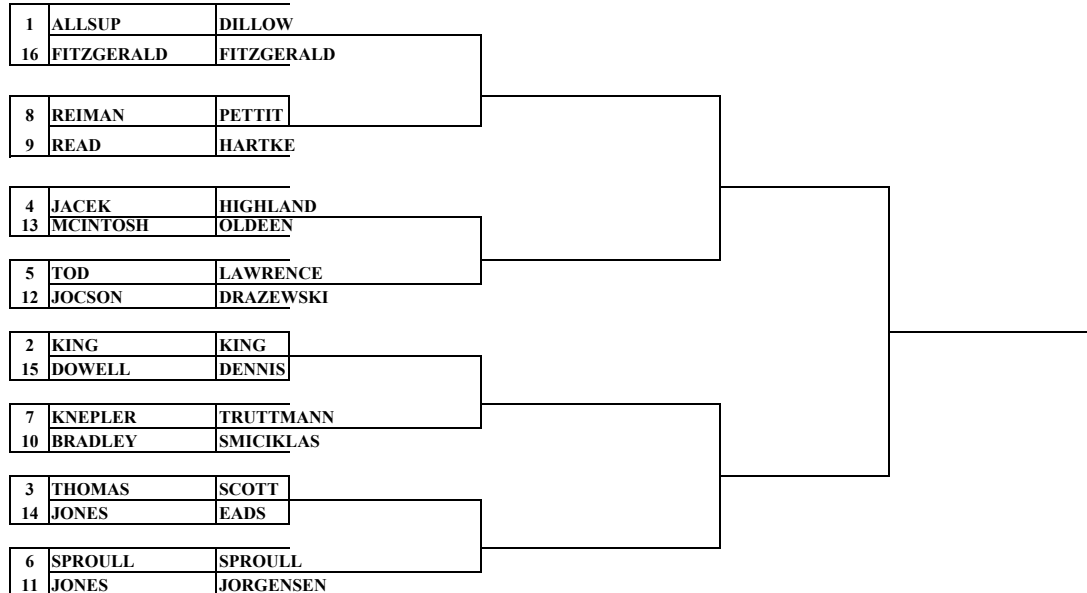 1 ALLSUP DILLOW
16 FITZGERALD FITZGERALD
8 REIMAN PETTIT
9 READ HARTKE
4 JACEK HIGHLAND
13 MCINTOSH OLDEEN
5 TOD LAWRENCE
12 JOCSON DRAZEWSKI
2 KING KING
15 DOWELL DENNIS
7 KNEPLER TRUTTMANN
10 BRADLEY SMICIKLAS
3 THOMAS SCOTT
14 JONES EADS
6 SPROULL SPROULL
11 JONES JORGENSEN